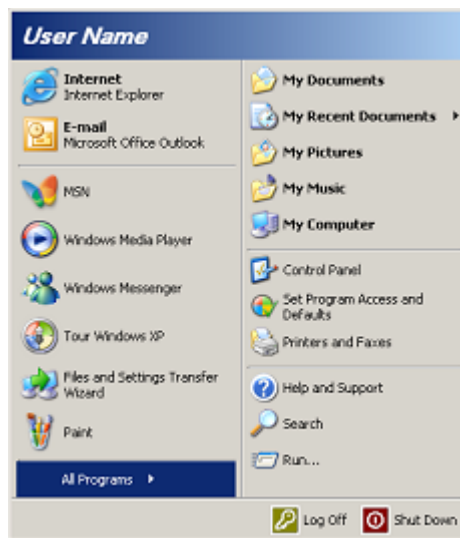 User Name
Internet
Internet Explorer
E-mail
Microsoft Office Outlook
MSN
Windows Media Player
Windows Messenger
Tour Windows XP
Files and Settings Transfer
Wizard
Paint
All Programs
My Documents
My Recent Documents
My Pictures
My Music
My Computer
Control Panel
Set Program Access and
Defaults
Printers and Faxes
Help and Support
Search
Run...
Log Off
Shut Down